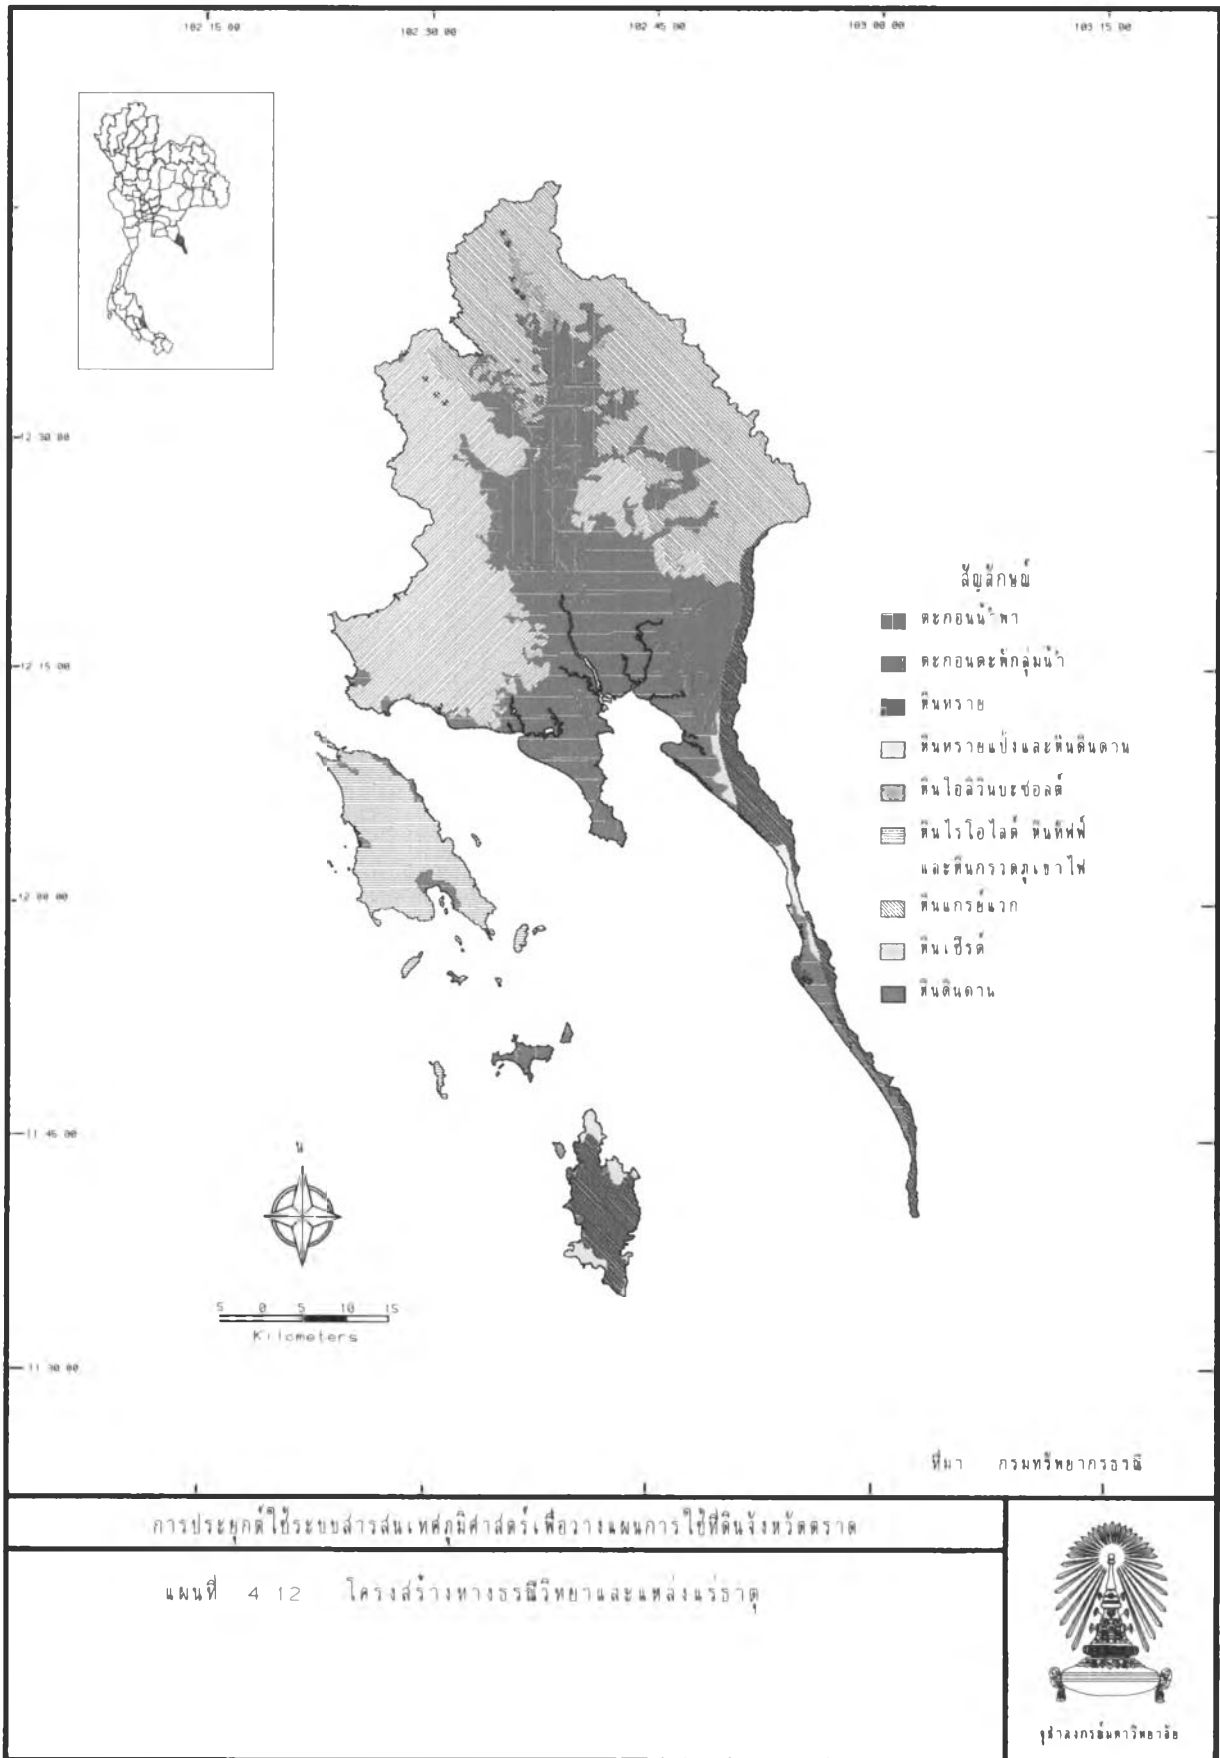 102 15 00
102 30 00
102 45 00
103 00 00
103 15 00
12 30 00
12 15 00
12 00 00
11 45 00
11 30 00
สัญลักษณ์
ตะกอนน้ำพา
ตะกอนตะพักลุ่มน้ำ
หินทราย
หินทรายแป้งและหินดินดาน
หินโอลิวินบะซอลต์
หินไรโอไลต์ หินทัฟฟ์
และหินกรวดภูเขาไฟ
หินแกรย์แวก
หินเชิร์ต
หินดินดาน
น
5 0 5 10 15
Kilometers
ที่มา กรมทรัพยากรธรณี
การประยุกต์ใช้ระบบสารสนเทศภูมิศาสตร์เพื่อวางแผนการใช้ที่ดินจังหวัดตราด
แผนที่ 4 12 โครงสร้างทางธรณีวิทยาและแหล่งแร่ธาตุ
จุฬาลงกรณ์มหาวิทยาลัย